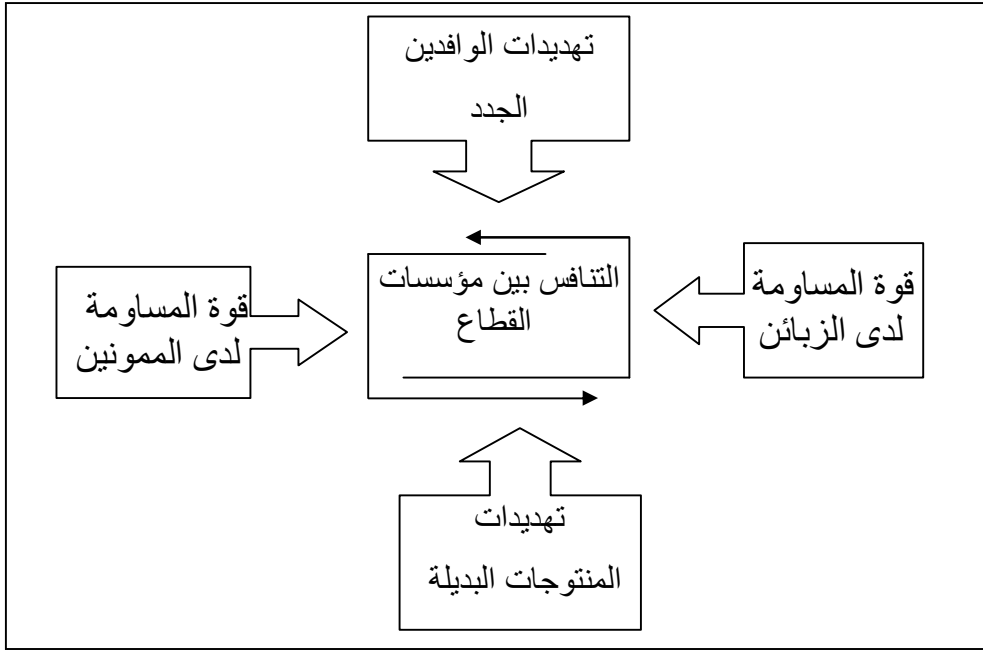 تهديدات الوافدين
الجدد
التنافس بين مؤسسات
القطاع
قوة المساومة
لدى الزبائن
قوة المساومة
لدى الممونين
تهديدات
المنتوجات البديلة